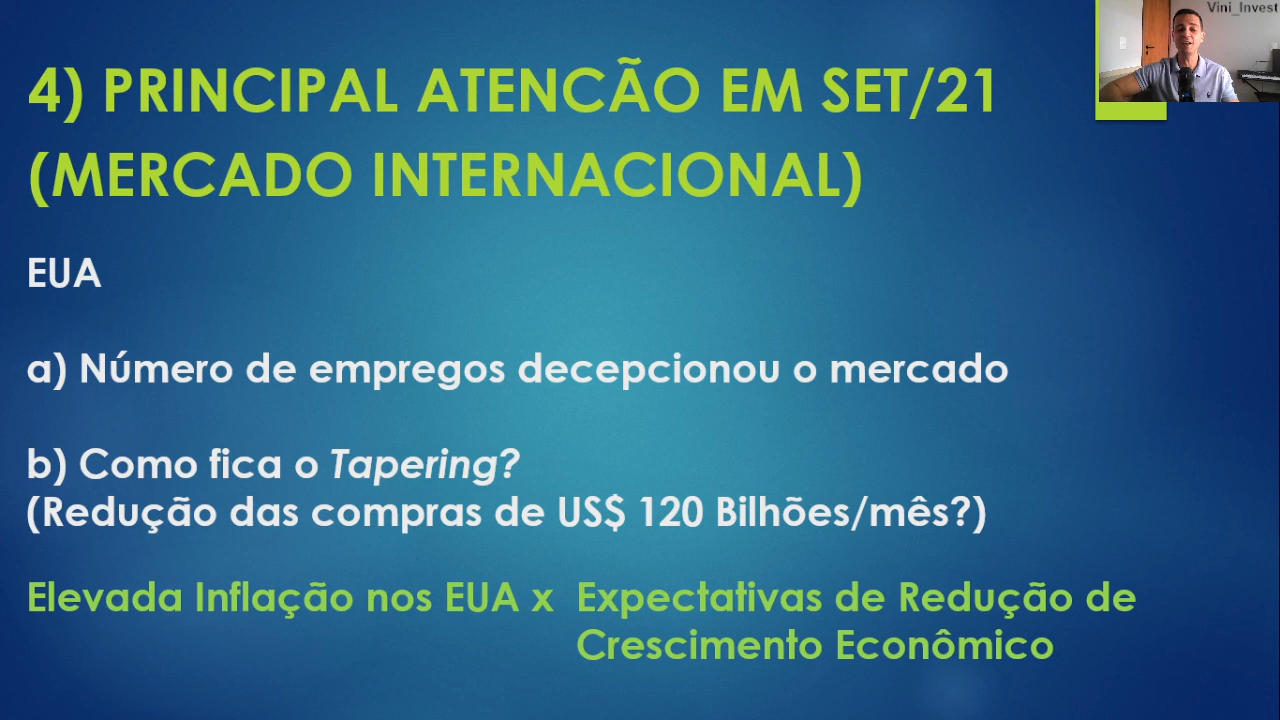 Vini_Invest
4) PRINCIPAL ATENCÃO EM SET/21
(MERCADO INTERNACIONAL)
EUA
a) Número de empregos decepcionou o mercado
b) Como fica o Tapering?
(Redução das compras de US$ 120 Bilhões/mês?)
Elevada Inflação nos EUA x Expectativas de Redução de
Crescimento Econômico